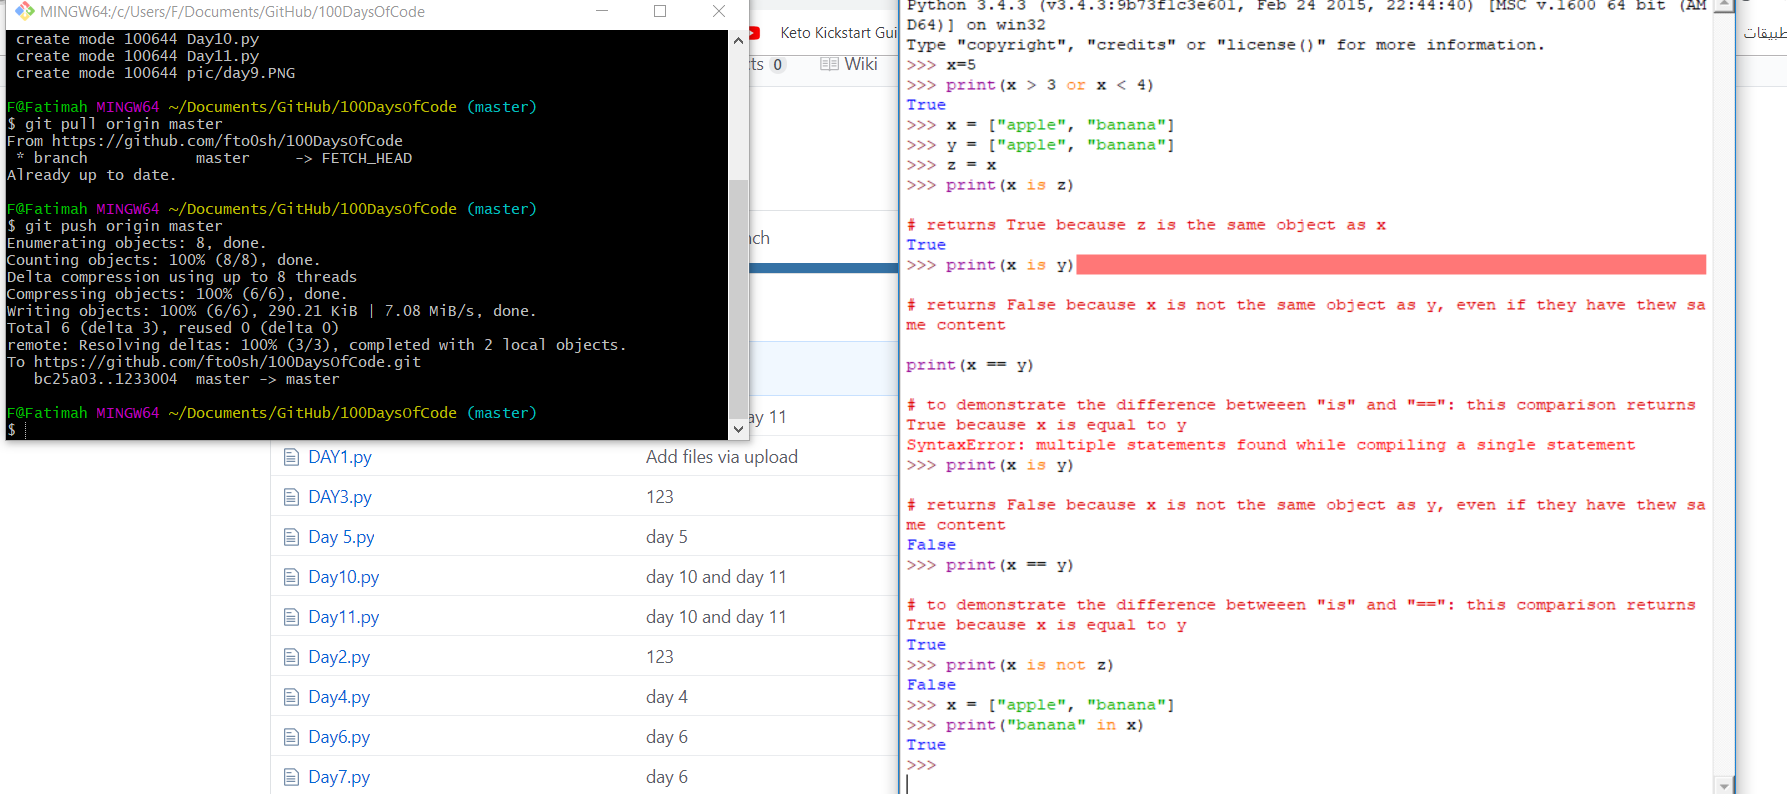 MINGW64:/c/Users/F/Documents/GitHub/100DaysOfCode
create mode 100644 Day10.py
create mode 100644 Day11.py
create mode 100644 pic/day9.PNG
F@Fatimah MINGW64 ~/Documents/GitHub/100DaysOfCode (master)
$ git pull origin master
From https://github.com/fto0sh/100DaysOfCode
* branch            master     -> FETCH_HEAD
Already up to date.
F@Fatimah MINGW64 ~/Documents/GitHub/100DaysOfCode (master)
$ git push origin master
Enumerating objects: 8, done.
Counting objects: 100% (8/8), done.
Delta compression using up to 8 threads
Compressing objects: 100% (6/6), done.
Writing objects: 100% (6/6), 290.21 KiB | 7.08 MiB/s, done.
Total 6 (delta 3), reused 0 (delta 0)
remote: Resolving deltas: 100% (3/3), completed with 2 local objects.
To https://github.com/fto0sh/100DaysOfCode.git
bc25a03..1233004  master -> master
F@Fatimah MINGW64 ~/Documents/GitHub/100DaysOfCode (master)
$
Keto Kickstart Gui
cts 0 Wiki
nch
ay 11
DAY1.py Add files via upload
DAY3.py 123
Day 5.py day 5
Day10.py day 10 and day 11
Day11.py day 10 and day 11
Day2.py 123
Day4.py day 4
Day6.py day 6
Day7.py day 6
Python 3.4.3 (v3.4.3:9b73f1c3e601, Feb 24 2015, 22:44:40) [MSC v.1600 64 bit (AM
D64)] on win32
Type "copyright", "credits" or "license()" for more information.
>>> x=5
>>> print(x > 3 or x < 4)
True
>>> x = ["apple", "banana"]
>>> y = ["apple", "banana"]
>>> z = x
>>> print(x is z)
# returns True because z is the same object as x
True
>>> print(x is y)
# returns False because x is not the same object as y, even if they have thew sa
me content
print(x == y)
# to demonstrate the difference betweeen "is" and "==": this comparison returns
True because x is equal to y
SyntaxError: multiple statements found while compiling a single statement
>>> print(x is y)
# returns False because x is not the same object as y, even if they have thew sa
me content
False
>>> print(x == y)
# to demonstrate the difference betweeen "is" and "==": this comparison returns
True because x is equal to y
True
>>> print(x is not z)
False
>>> x = ["apple", "banana"]
>>> print("banana" in x)
True
>>>
طبيقات